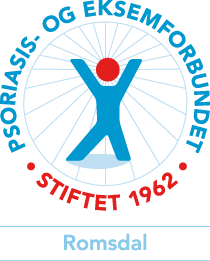 PSORIASIS- OG EKSEMFORBUNDET
• STIFTET 1962 •
Romsdal